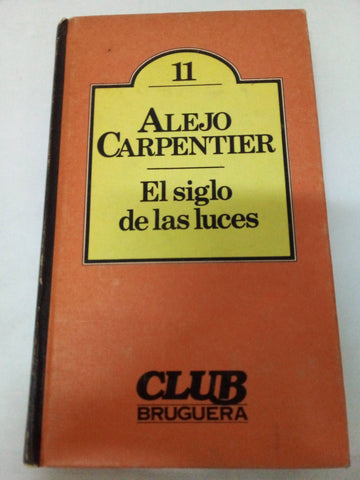 11
ALEJO
CARPENTIER
El siglo
de las luces
CLUB
BRUGUERA